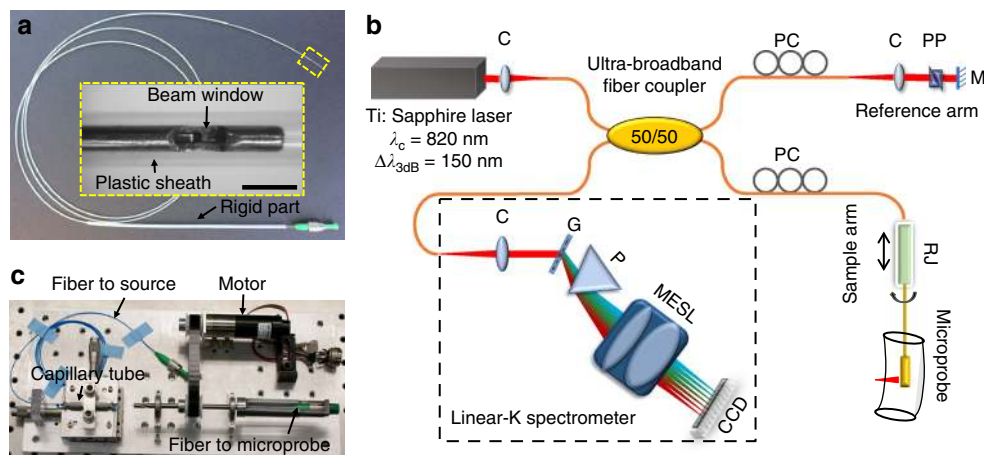 a
Beam window
Plastic sheath
Rigid part
b
C
Ti: Sapphire laser
λc = 820 nm
Δλ3dB = 150 nm
Ultra-broadband
fiber coupler
50/50
PC
C
PP
M
Reference arm
PC
Sample arm
RJ
Microprobe
C
G
P
MESL
CCD
Linear-K spectrometer
c
Fiber to source
Motor
Capillary tube
Fiber to microprobe